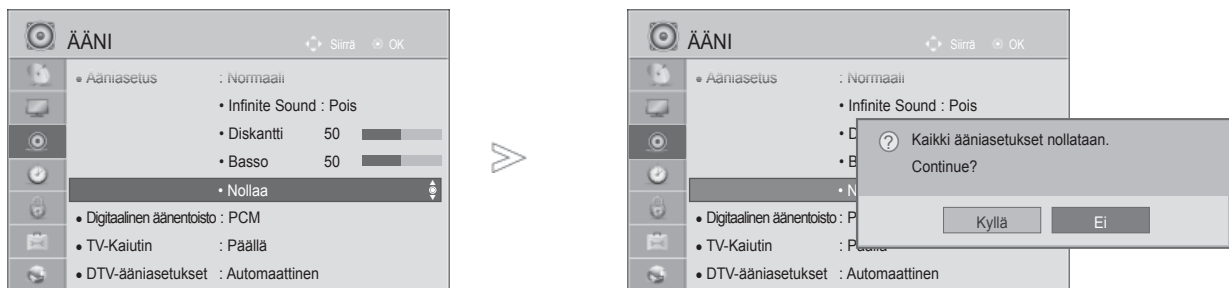 ÄÄNI
Siirrä OK
• Ääniasetus : Normaali
• Infinite Sound : Pois
• Diskantti 50
• Basso 50
• Nollaa
• Digitaalinen äänentoisto : PCM
• TV-Kaiutin : Päällä
• DTV-ääniasetukset : Automaattinen
ÄÄNI
Siirrä OK
• Ääniasetus : Normaali
• Infinite Sound : Pois
• D
• B
• N
• Digitaalinen äänentoisto : P
• TV-Kaiutin : Päällä
• DTV-ääniasetukset : Automaattinen
? Kaikki ääniasetukset nollataan.
Continue?
Kyllä Ei